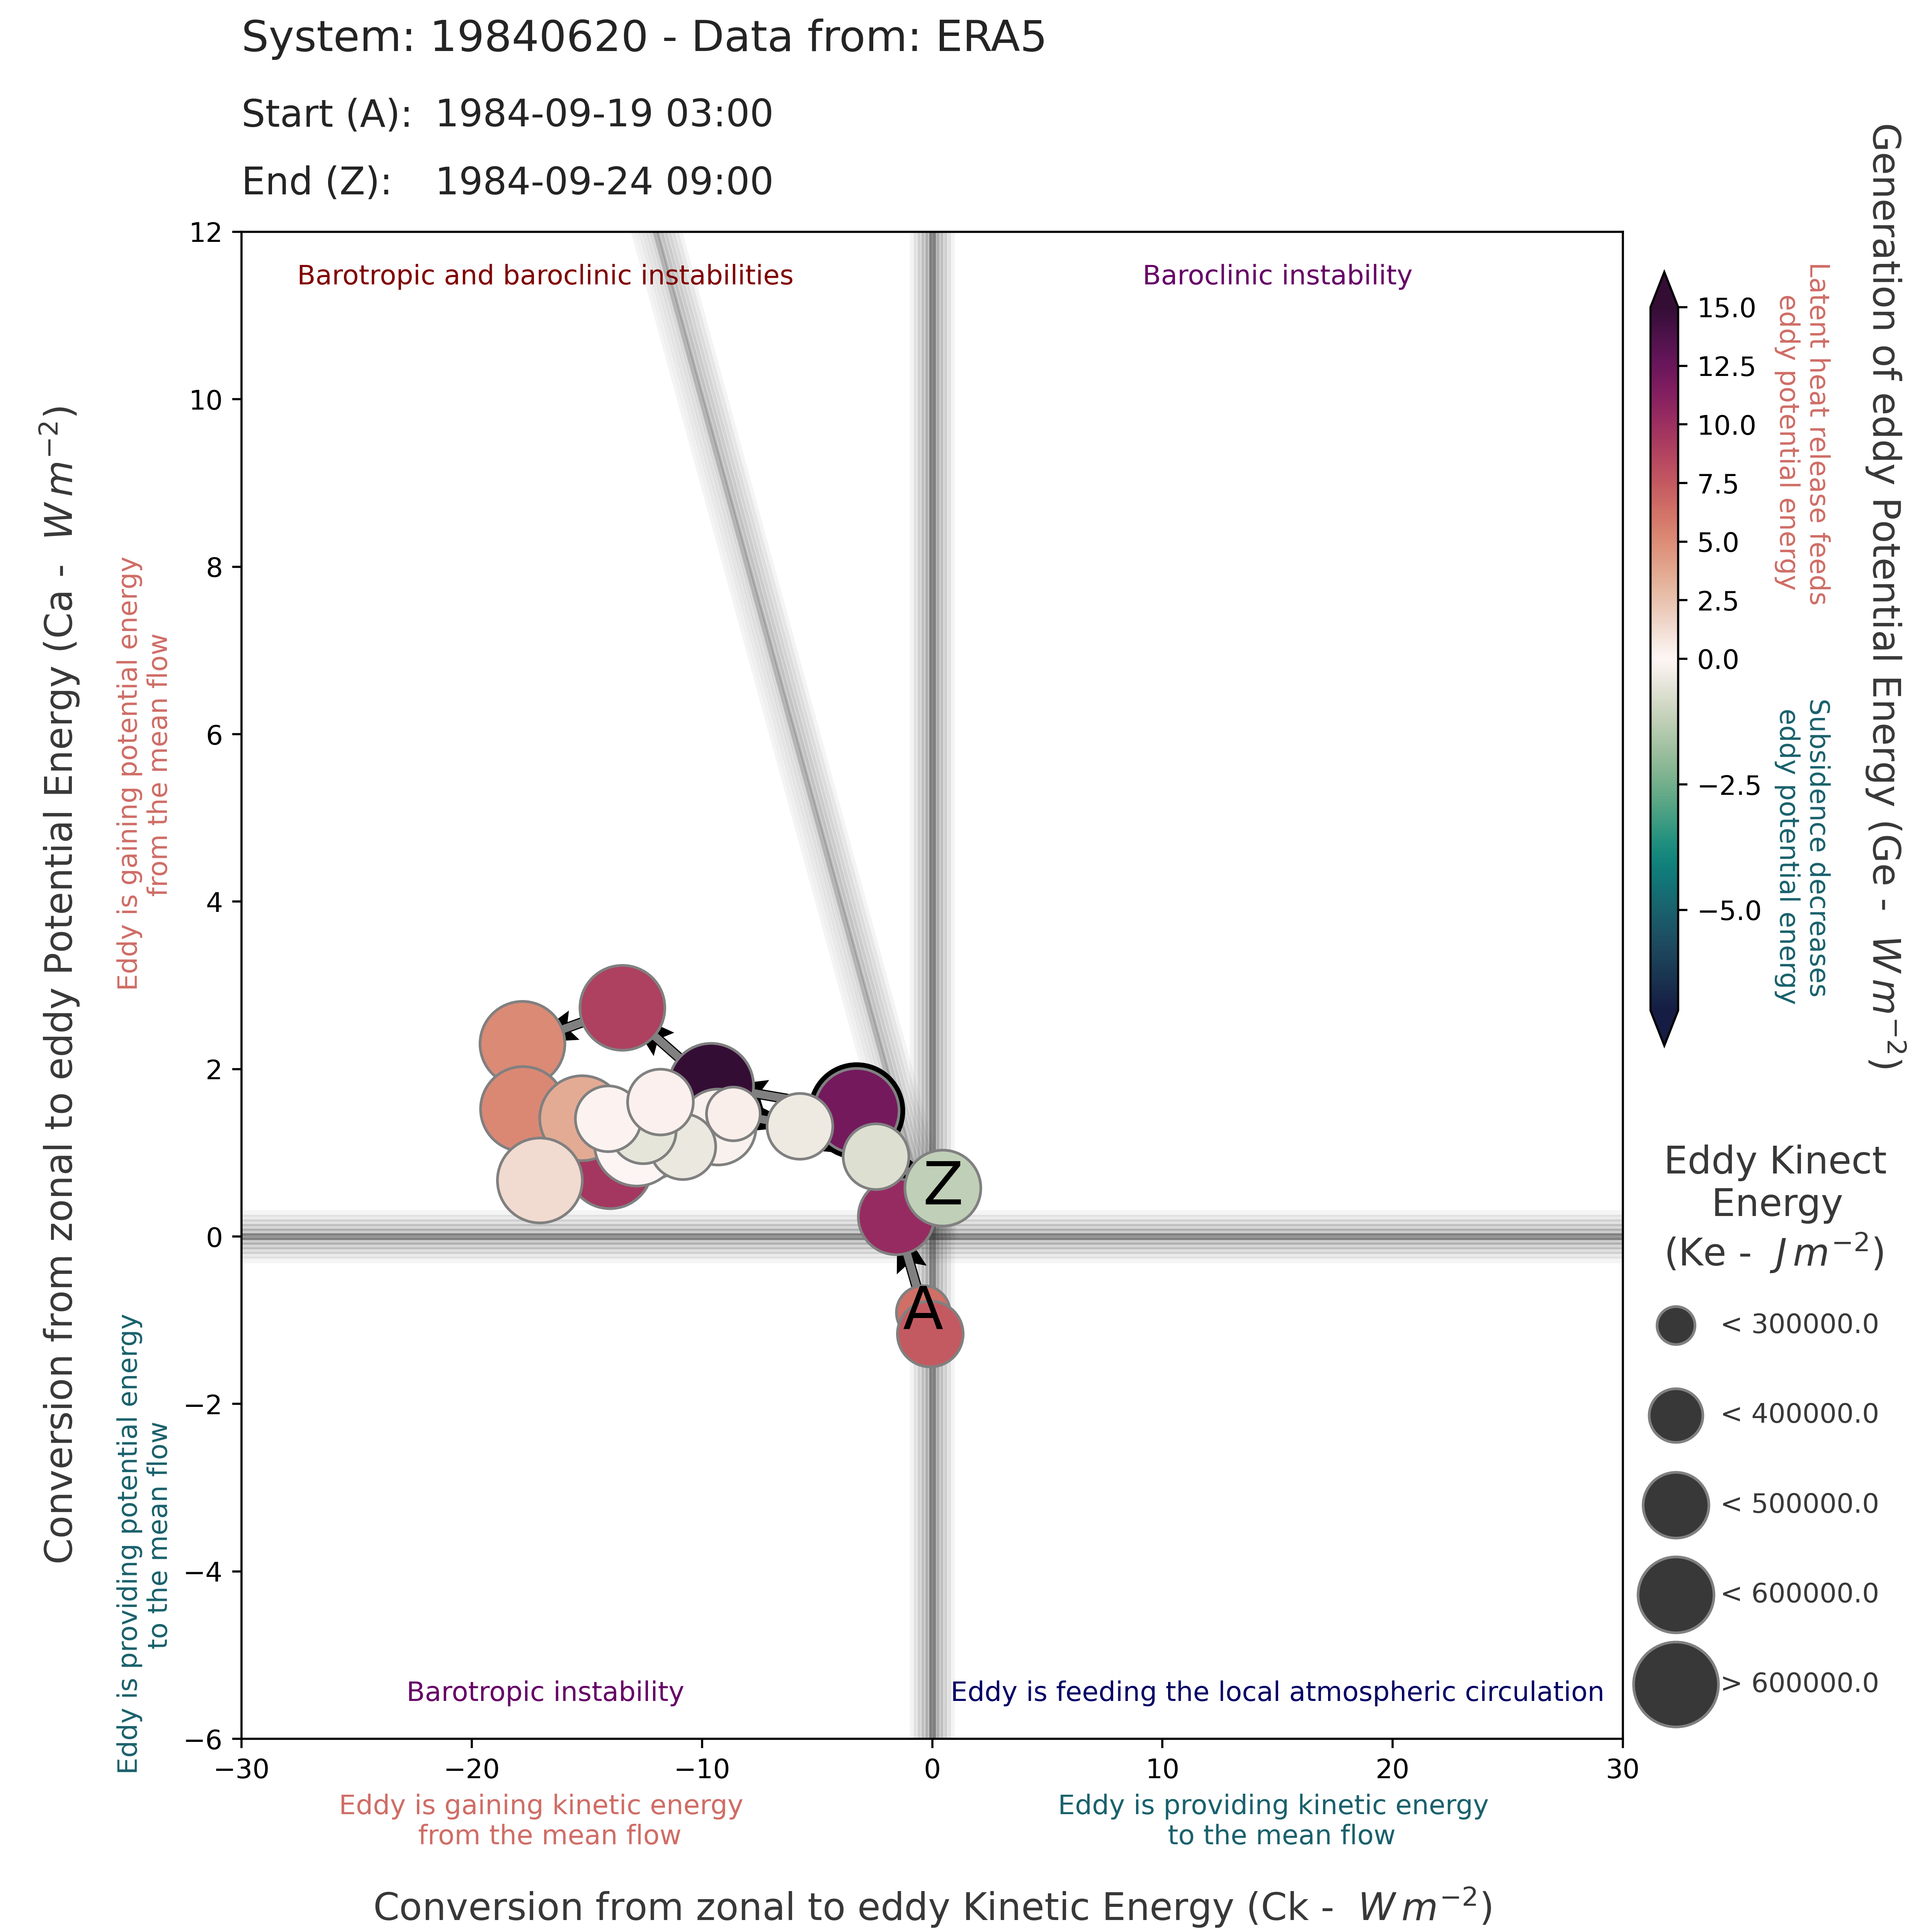 System: 19840620 - Data from: ERA5
Start (A): 1984-09-19 03:00
End (Z): 1984-09-24 09:00
Conversion from zonal to eddy Potential Energy (Ca - W m⁻²)
Eddy is gaining potential energy
from the mean flow
Eddy is providing potential energy
to the mean flow
12
10
8
6
4
2
0
−2
−4
−6
Barotropic and baroclinic instabilities
Baroclinic instability
Z
A
Barotropic instability
Eddy is feeding the local atmospheric circulation
−30
−20
−10
0
10
20
30
Eddy is gaining kinetic energy
from the mean flow
Eddy is providing kinetic energy
to the mean flow
Conversion from zonal to eddy Kinetic Energy (Ck - W m⁻²)
15.0
12.5
10.0
7.5
5.0
2.5
0.0
−2.5
−5.0
Latent heat release feeds
eddy potential energy
Subsidence decreases
eddy potential energy
Generation of eddy Potential Energy (Ge - W m⁻²)
Eddy Kinect
Energy
(Ke - J m⁻²)
< 300000.0
< 400000.0
< 500000.0
< 600000.0
> 600000.0